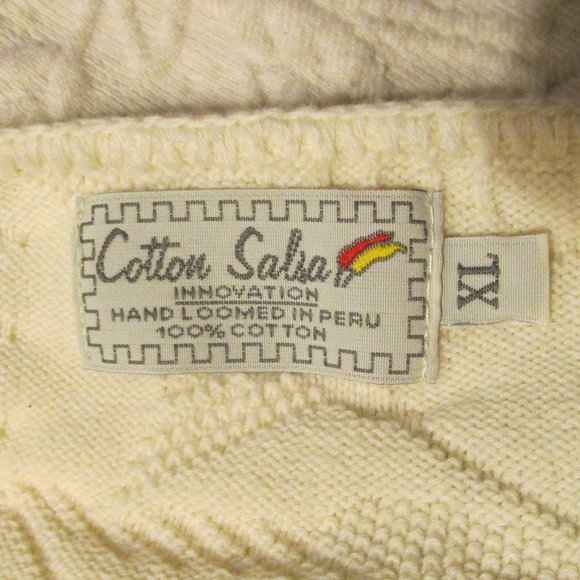 Cotton Salsa
INNOVATION
HAND LOOMED IN PERU
100% COTTON
XL